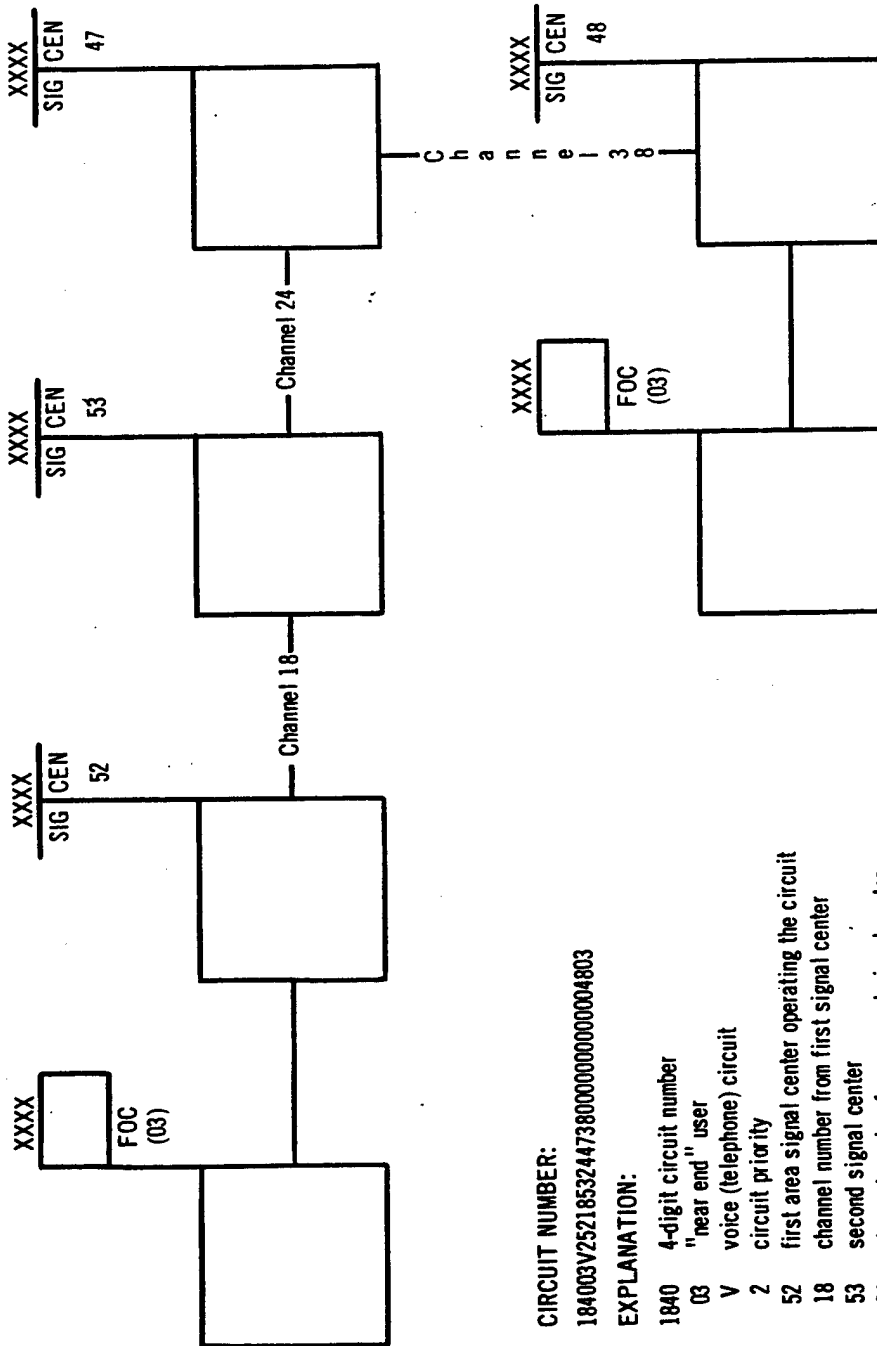 XXXX
FOC
(03)
XXXX
SIG CEN
52
Channel 18
XXXX
SIG CEN
53
Channel 24
XXXX
SIG CEN
47
Channel 38
XXXX
FOC
(03)
XXXX
SIG CEN
48
CIRCUIT NUMBER:
184003V25218532447380000000000004803
EXPLANATION:
1840 4-digit circuit number
03 "near end" user
V voice (telephone) circuit
2 circuit priority
52 first area signal center operating the circuit
18 channel number from first signal center
53 second signal center